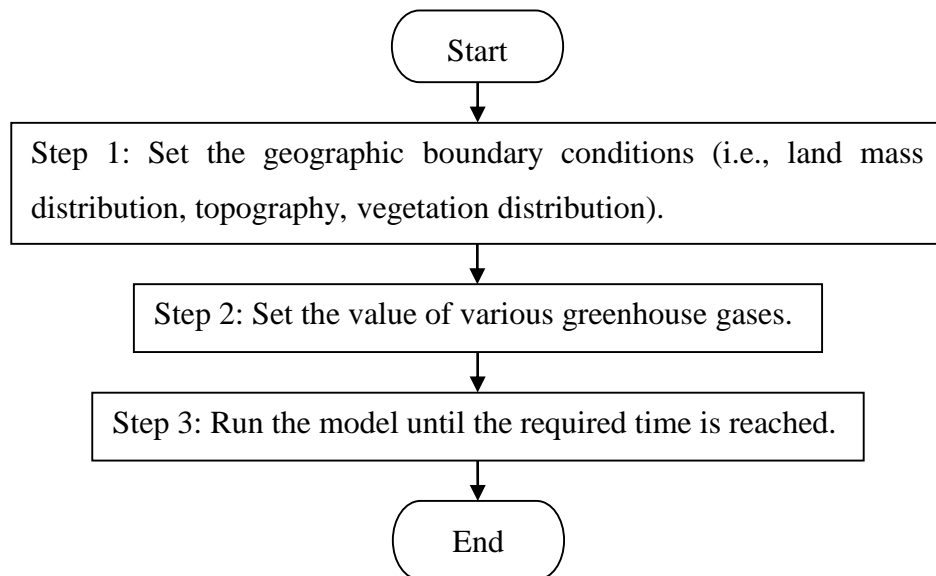 Start
Step 1: Set the geographic boundary conditions (i.e., land mass
distribution, topography, vegetation distribution).
Step 2: Set the value of various greenhouse gases.
Step 3: Run the model until the required time is reached.
End